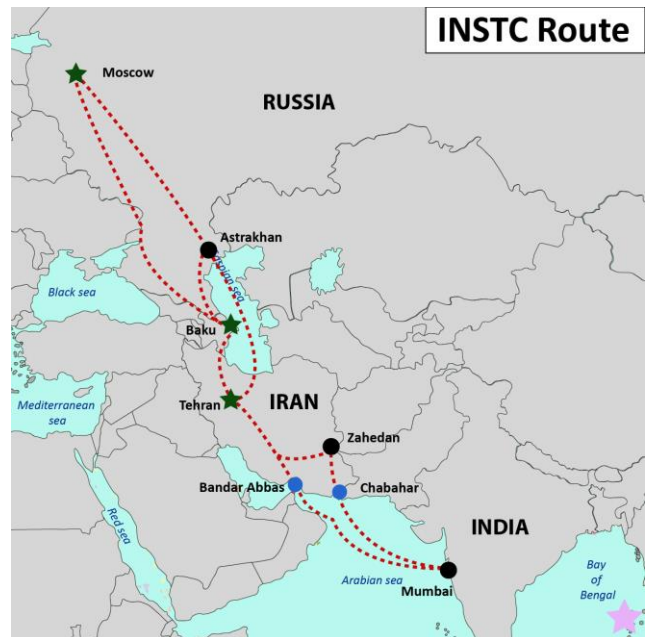 INSTC Route
Moscow
RUSSIA
Astrakhan
Caspian sea
Black sea
Baku
Mediterranean
sea
Tehran
IRAN
Zahedan
Bandar Abbas
Chabahar
Red sea
INDIA
Arabian sea
Mumbai
Bay
of
Bengal